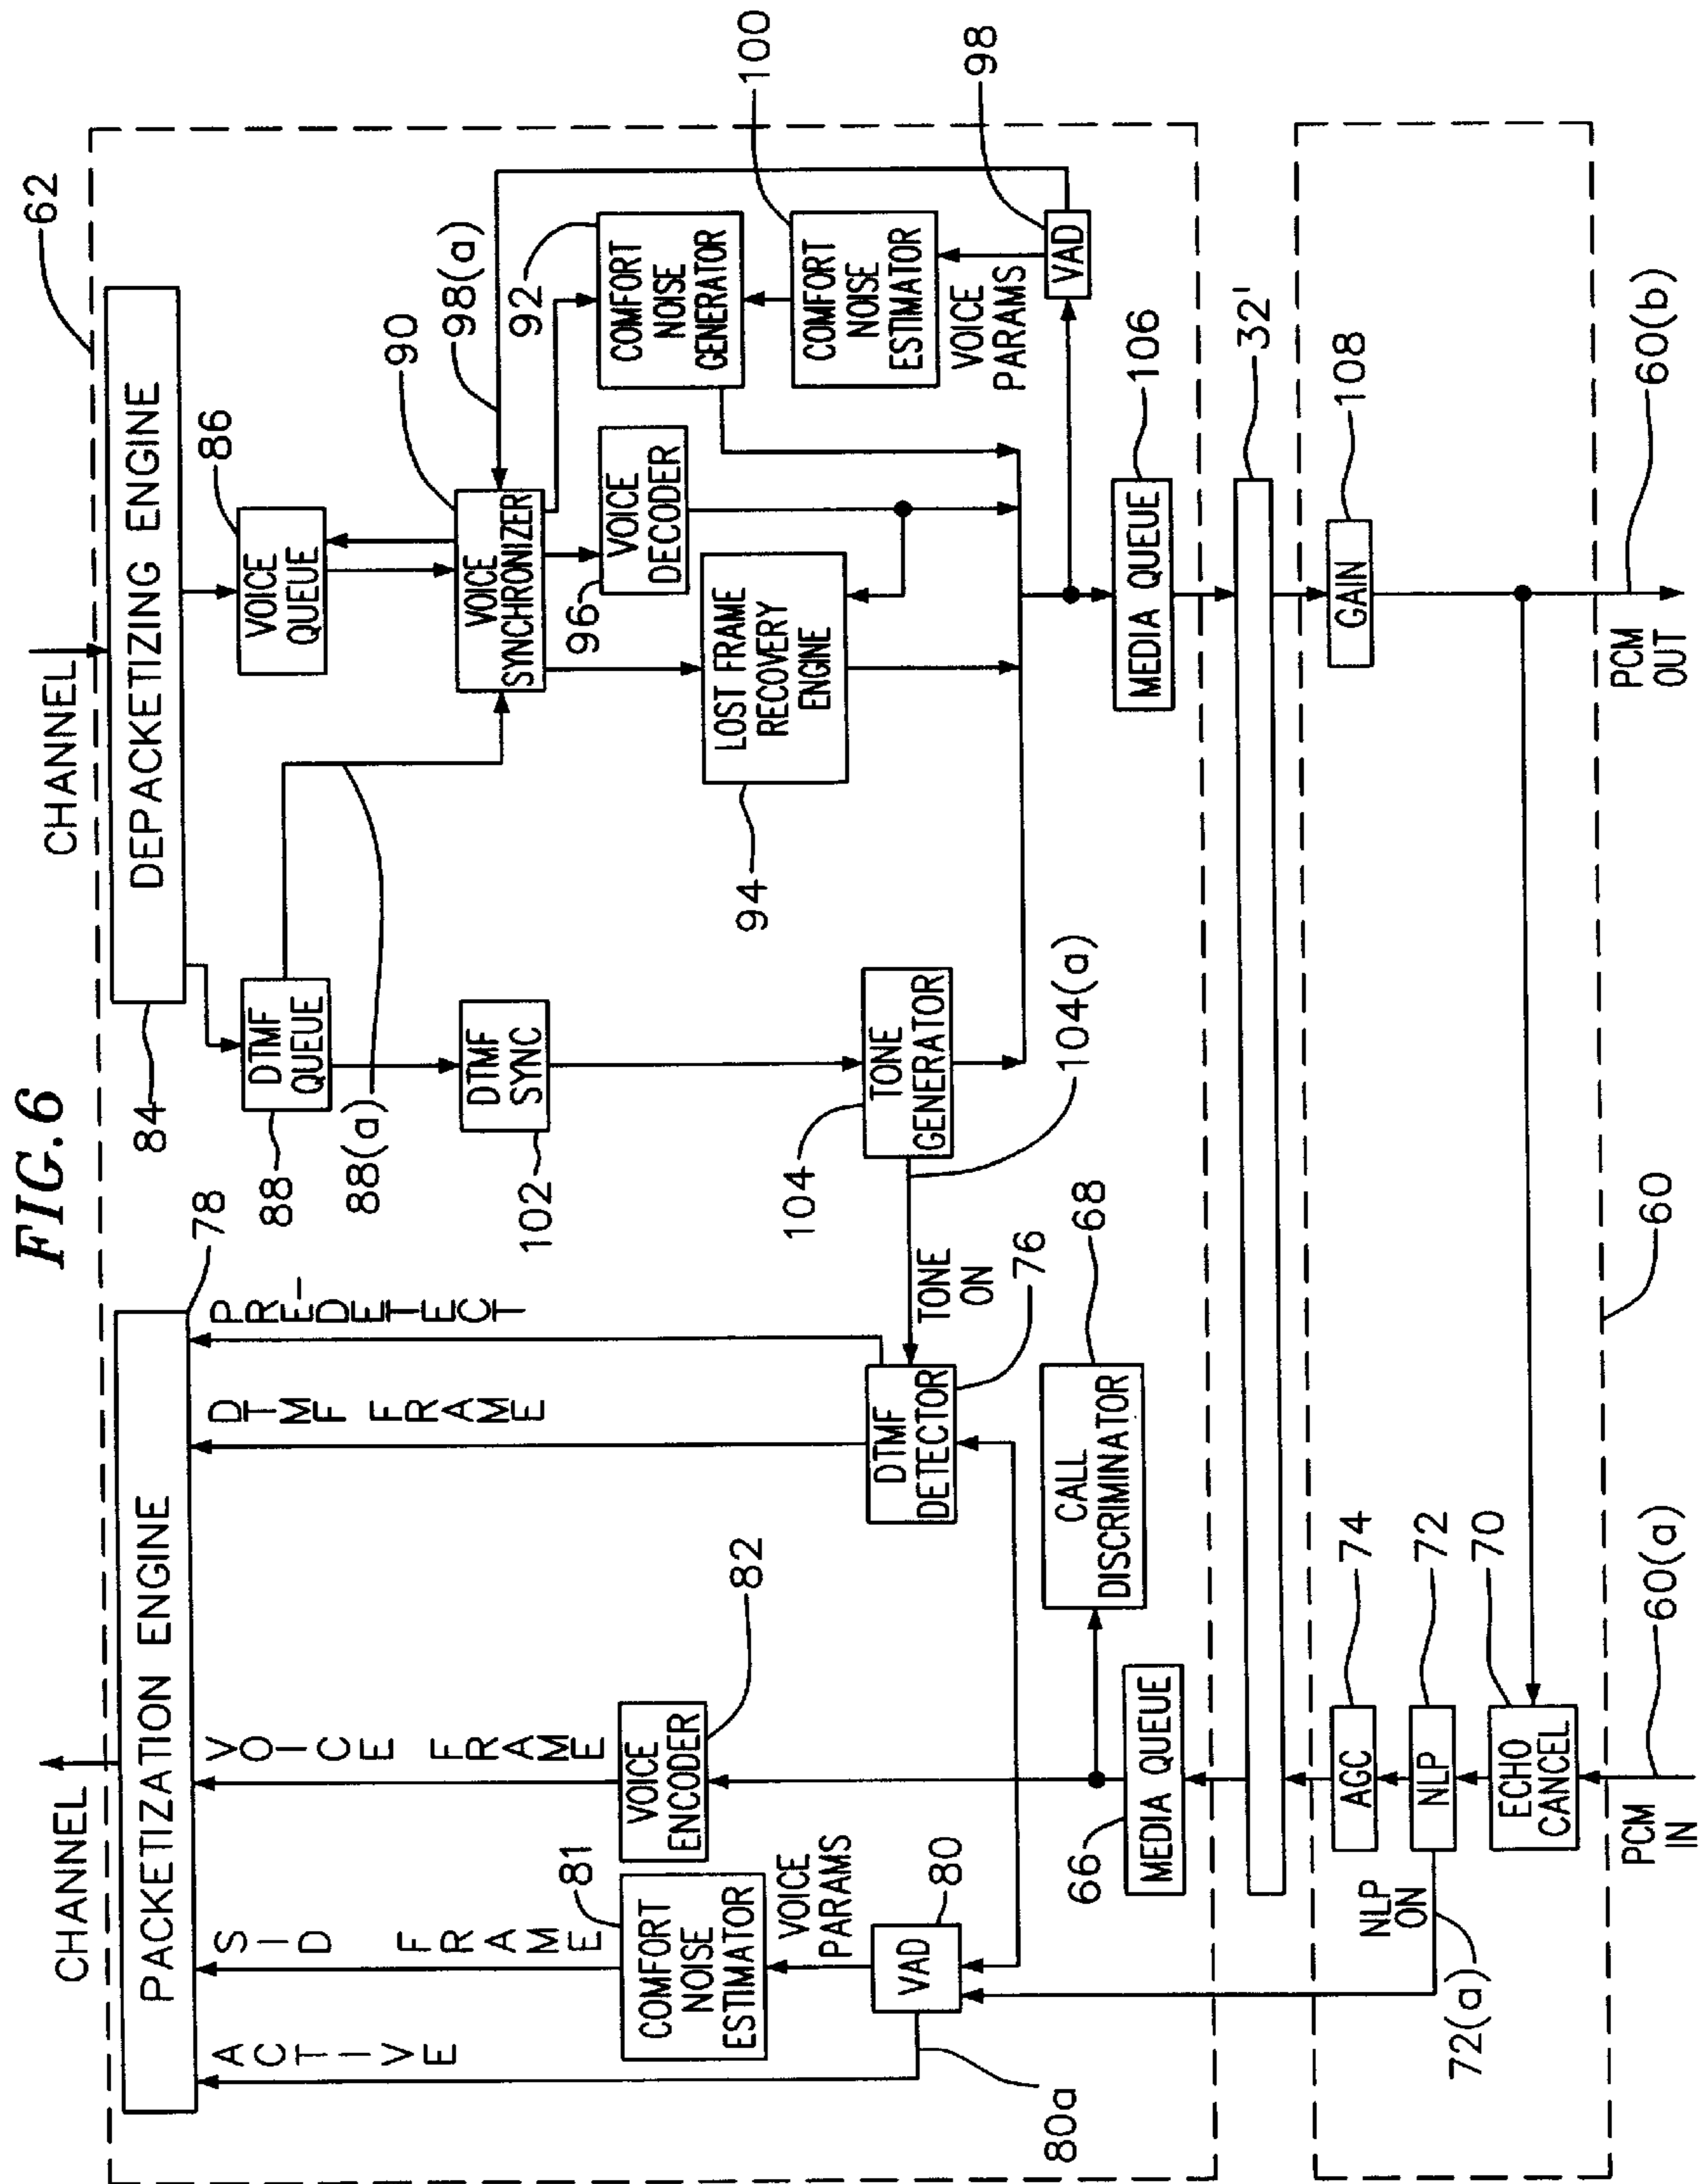 FIG.6
CHANNEL
CHANNEL
62
PACKETIZATION ENGINE
78
84
DEPACKETIZING ENGINE
ACTIVE
SID FRAME
VOICE FRAME
DTMF FRAME
PRE-DETECT
88
DTMF
QUEUE
88(a)
86
VOICE
QUEUE
90
98(a)
102
DTMF
SYNC
VOICE
SYNCHRONIZER
92
COMFORT
NOISE
GENERATOR
96
VOICE
DECODER
81
COMFORT
NOISE
ESTIMATOR
VOICE
ENCODER
82
94
LOST FRAME
RECOVERY
ENGINE
100
COMFORT
NOISE
ESTIMATOR
VOICE
PARAMS
VOICE
PARAMS
80
VAD
80a
DTMF
DETECTOR
76
TONE
ON
104
TONE
GENERATOR
104(a)
VAD
98
CALL
DISCRIMINATOR
68
66
MEDIA QUEUE
MEDIA QUEUE
106
32'
NLP
ON
72(a)
AGC
74
NLP
72
ECHO
CANCEL
70
GAIN
108
PCM
IN
60(a)
60
PCM
OUT
60(b)